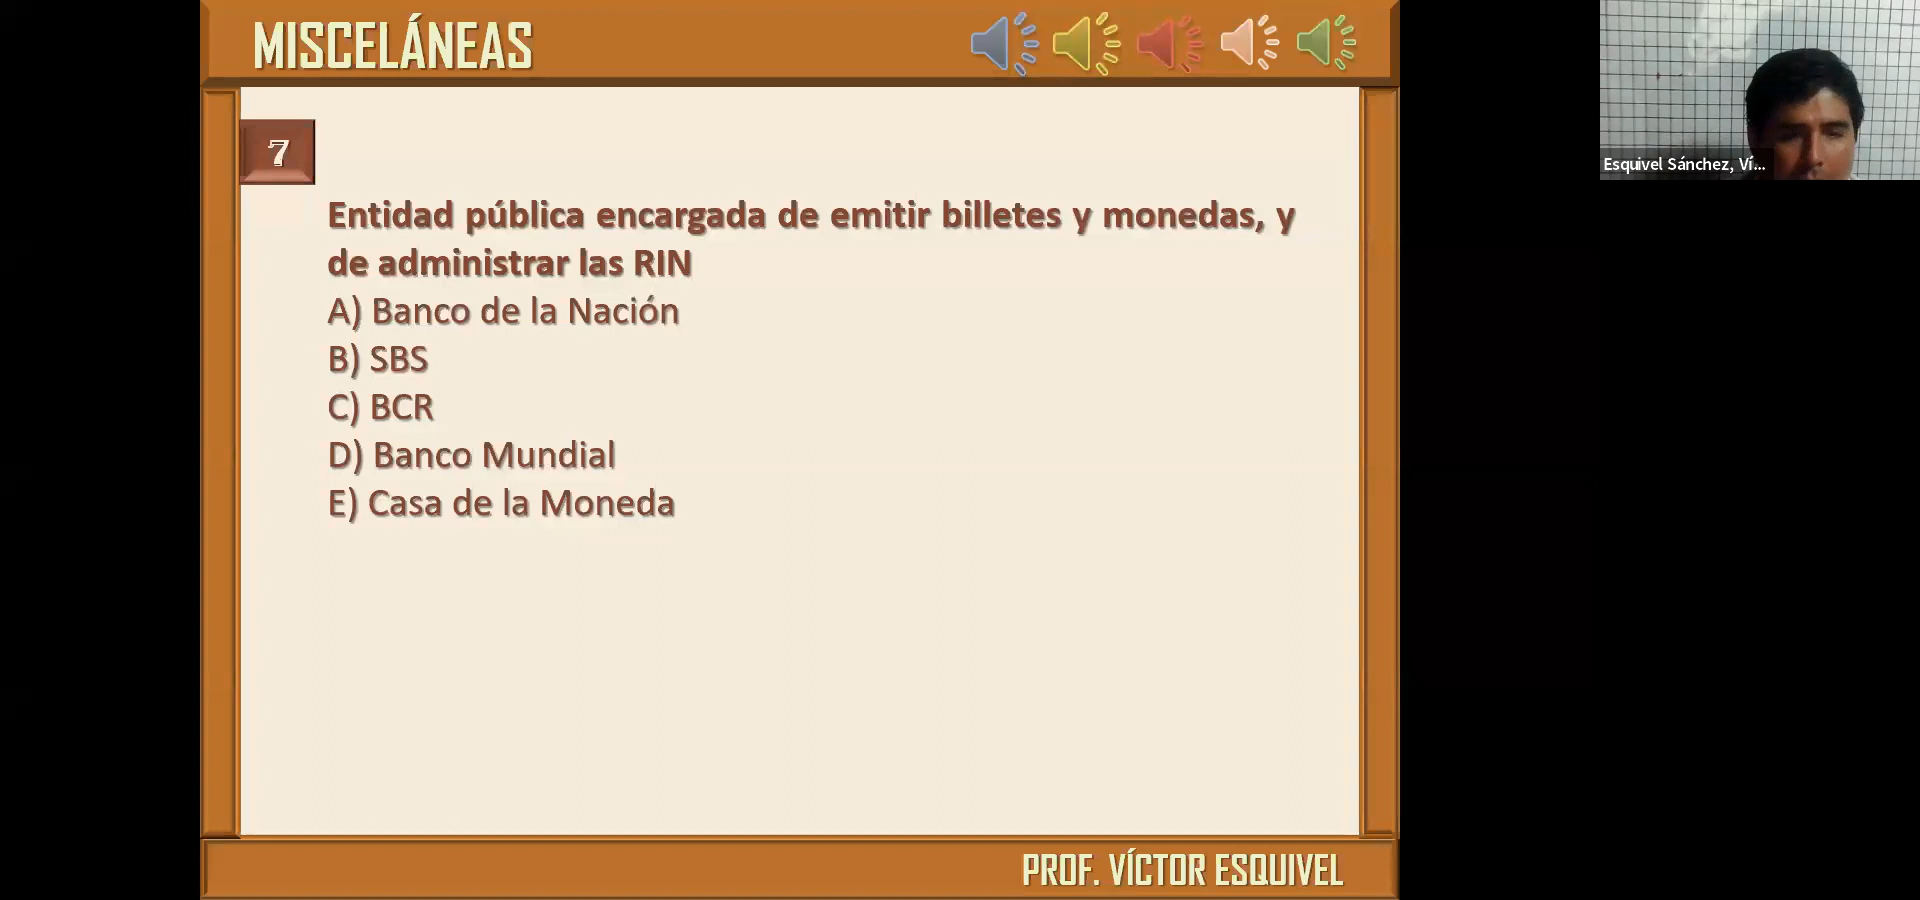 MISCELÁNEAS
7
Entidad pública encargada de emitir billetes y monedas, y
de administrar las RIN
A) Banco de la Nación
B) SBS
C) BCR
D) Banco Mundial
E) Casa de la Moneda
PROF. VÍCTOR ESQUIVEL
Esquivel Sánchez, Ví...